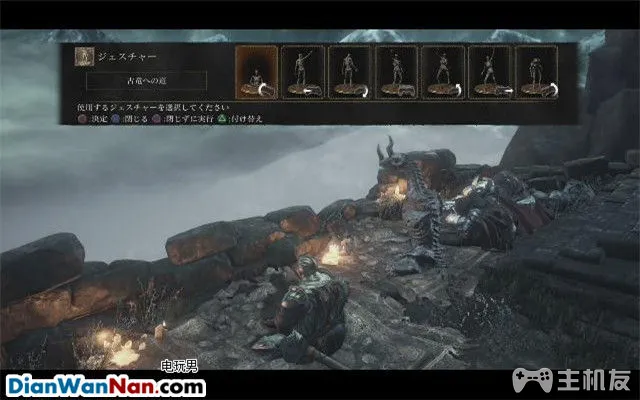 ジェスチャー
古竜への道
使用するジェスチャーを選択してください
:決定 :閉じる :閉じずに実行 :付け替え
电玩男
DianWanNan.com
主机友